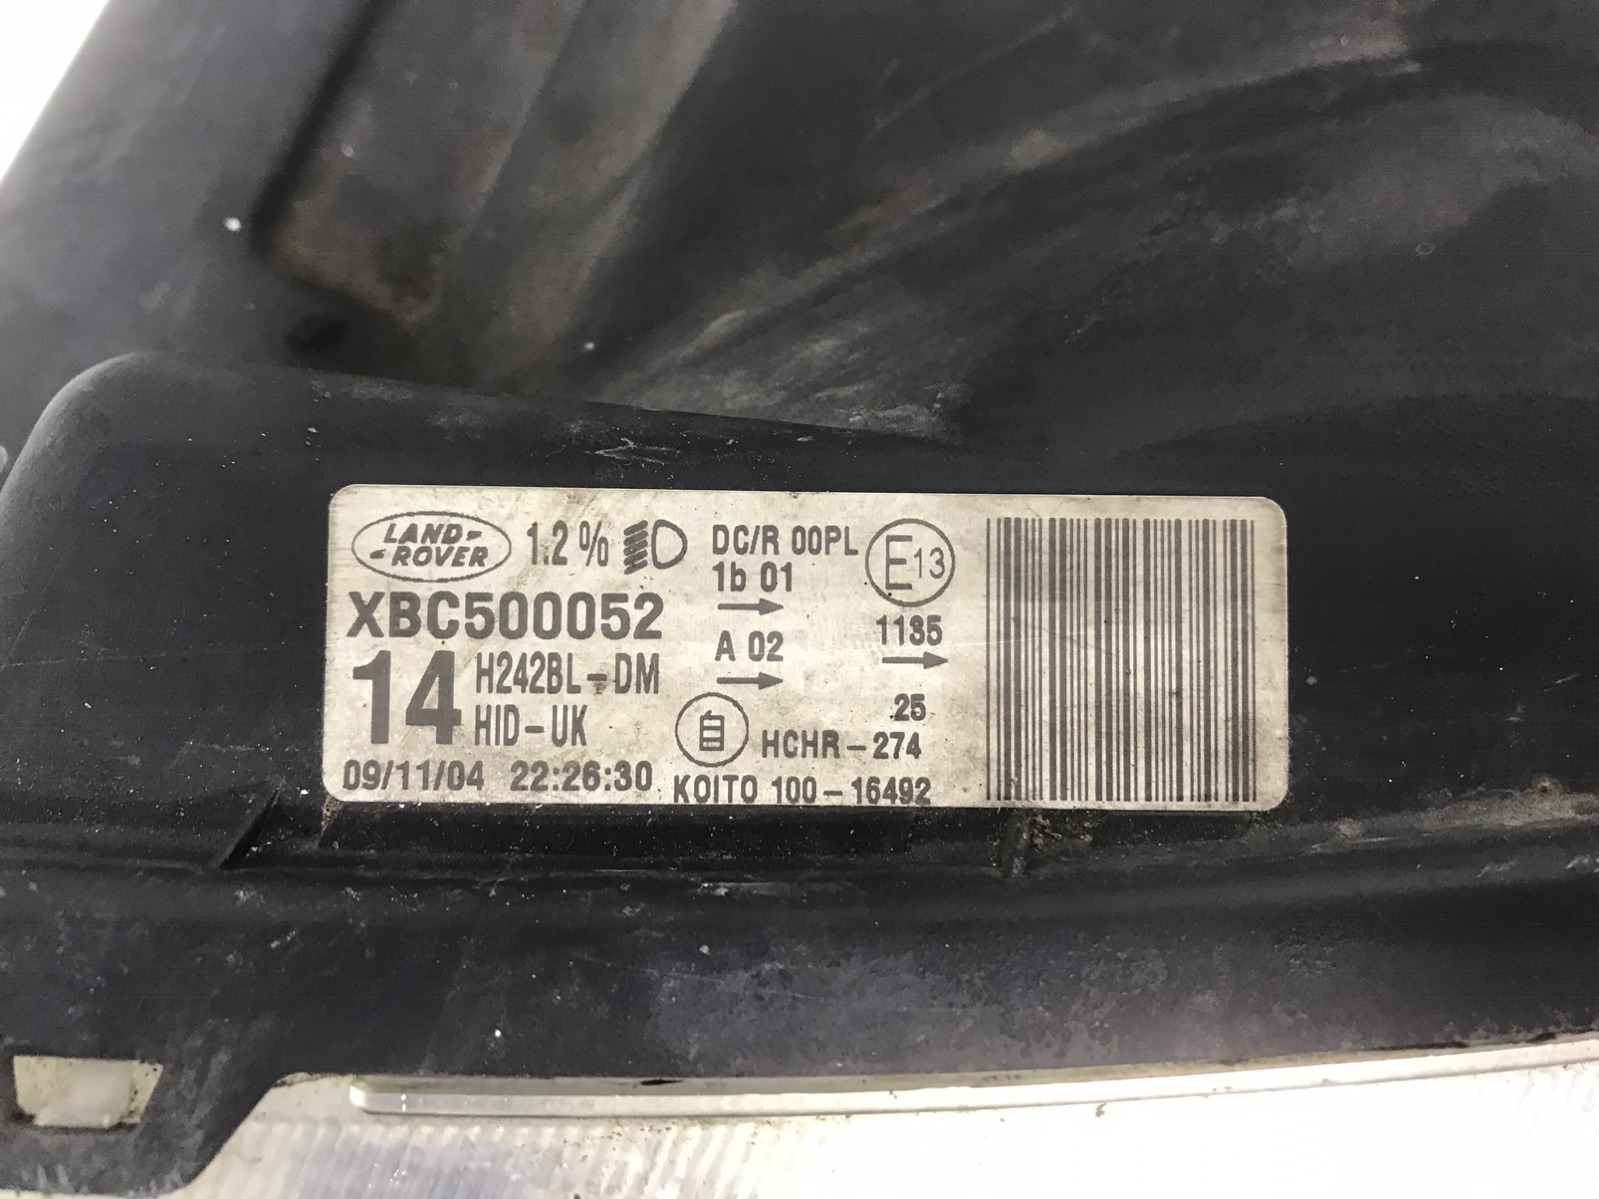 LAND ROVER
1.2%
XBC500052
14
H242BL-DM
HID-UK
09/11/04 22:26:30
DC/R 00PL
1b 01
A 02
E13
1135
25
HCHR-274
KOITO 100-16492